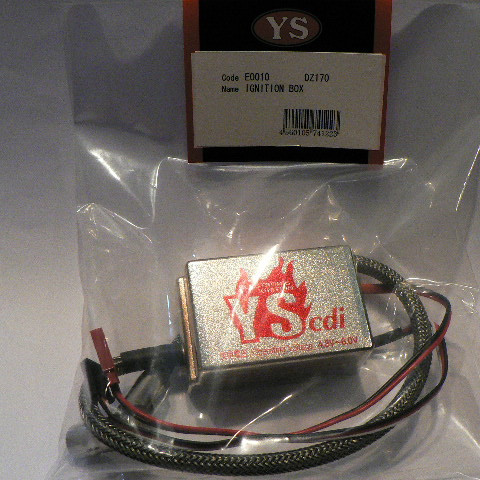 YS
Code E0010 DZ170
Name IGNITION BOX
YS cdi
4.8V-6.0V